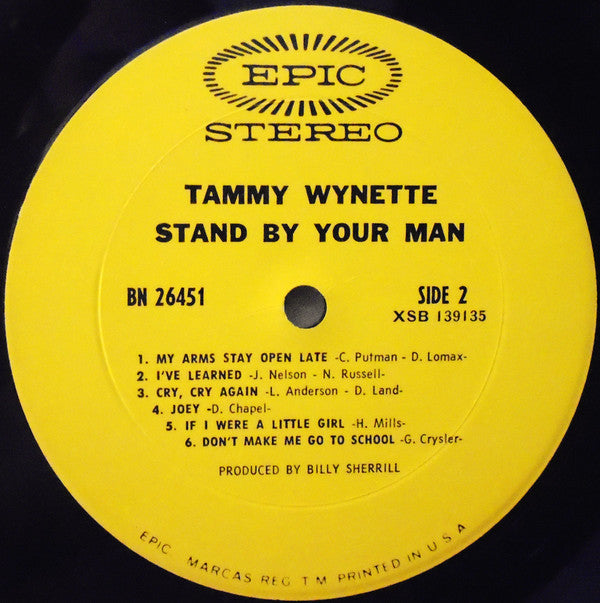 EPIC
STEREO
TAMMY WYNETTE
STAND BY YOUR MAN
BN 26451
SIDE 2
XSB 139135
1. MY ARMS STAY OPEN LATE -C. Putman - D. Lomax-
2. I'VE LEARNED -J. Nelson - N. Russell-
3. CRY, CRY AGAIN -L. Anderson - D. Land-
4. JOEY -D. Chapel-
5. IF I WERE A LITTLE GIRL -H. Mills-
6. DON'T MAKE ME GO TO SCHOOL -G. Crysler-
PRODUCED BY BILLY SHERRILL
EPIC. MARCAS REG. T M PRINTED IN U S A